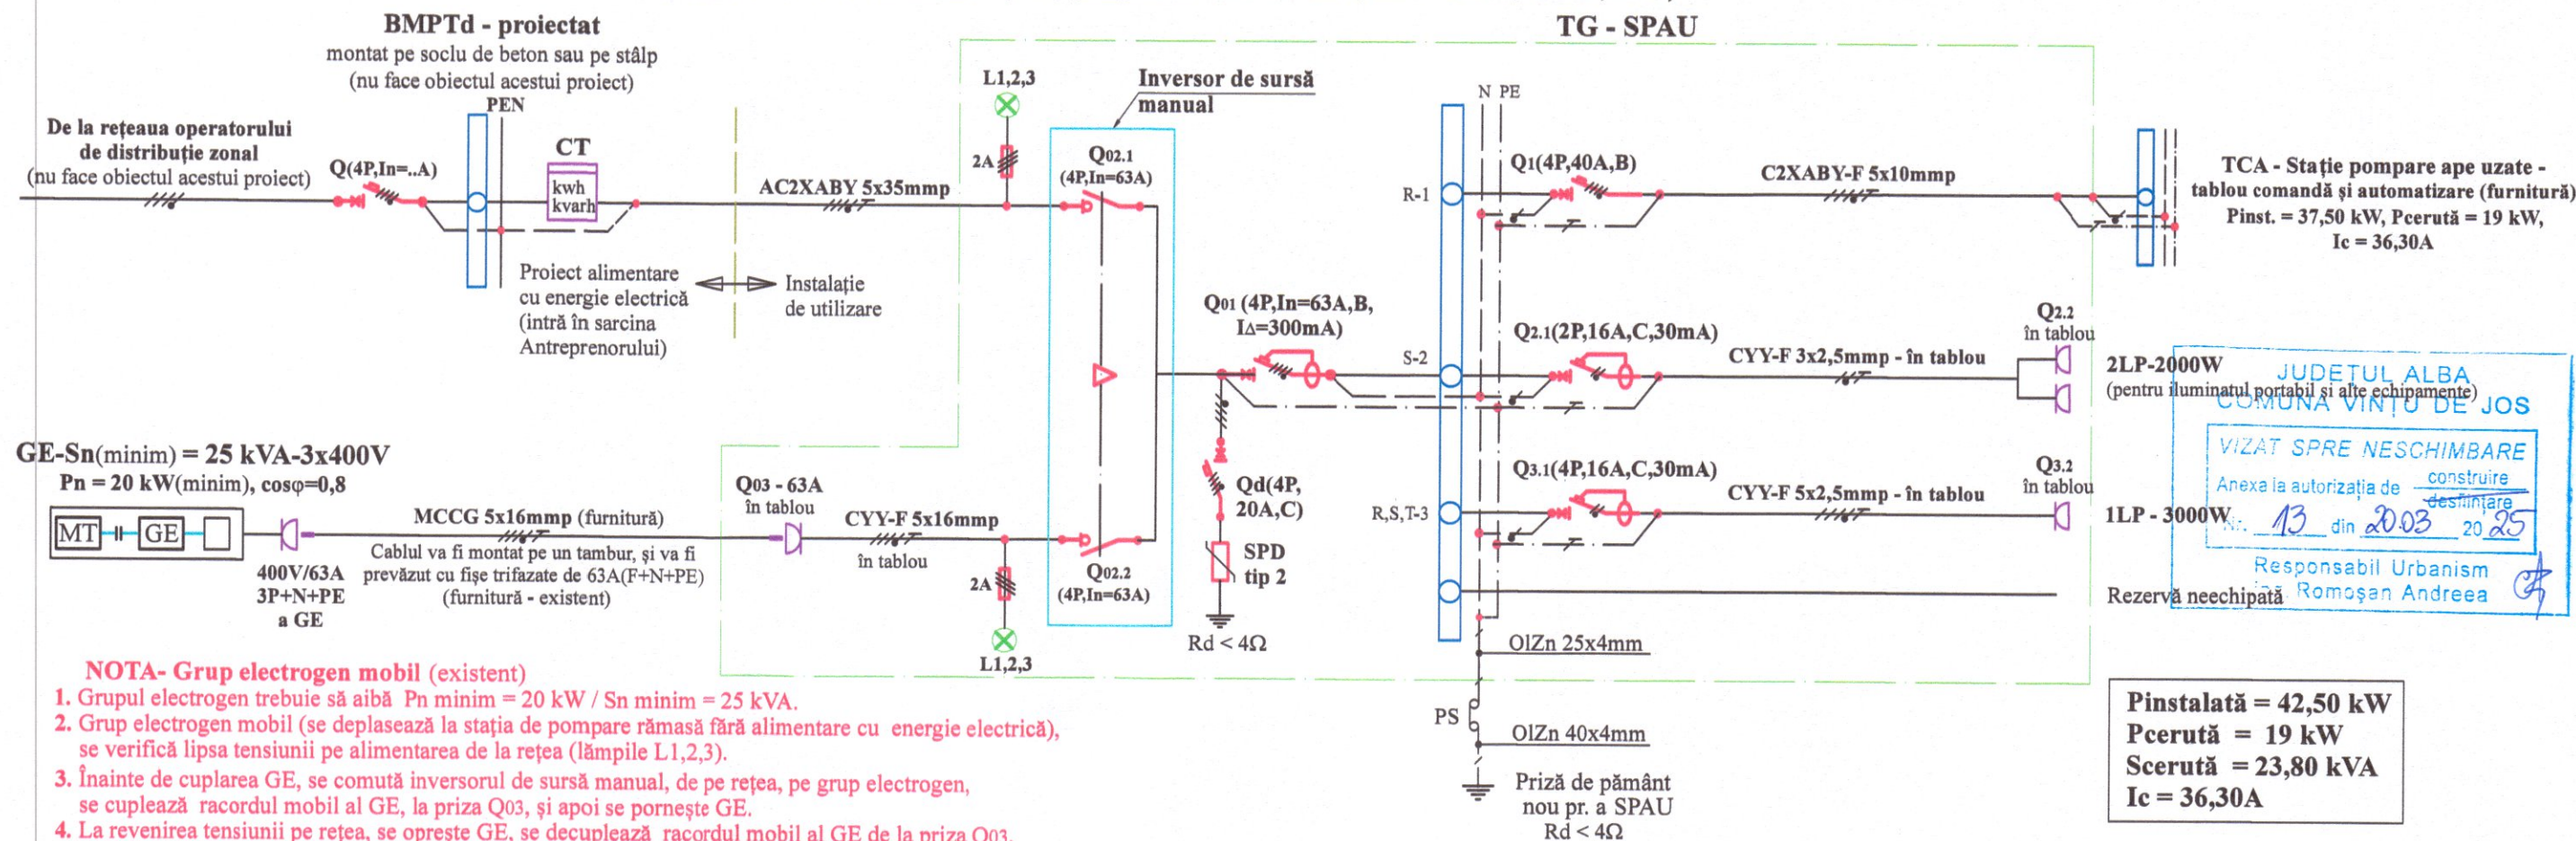 BMPTd - proiectat
montat pe soclu de beton sau pe stâlp
(nu face obiectul acestui proiect)
PEN
De la rețeaua operatorului
de distribuție zonal
(nu face obiectul acestui proiect)
Q(4P,In=..A)
CT
kwh
kvarh
AC2XABY 5x35mmp
Proiect alimentare
cu energie electrică
(intră în sarcina
Antreprenorului)
Instalație
de utilizare
TG - SPAU
L1,2,3
2A
Inversor de sursă
manual
Q02.1
(4P,In=63A)
Q02.2
(4P,In=63A)
2A
L1,2,3
GE-Sn(minim) = 25 kVA-3x400V
Pn = 20 kW(minim), cosφ=0,8
MT
GE
400V/63A
3P+N+PE
a GE
MCCG 5x16mmp (furnitură)
Cablul va fi montat pe un tambur, și va fi
prevăzut cu fișe trifazate de 63A(F+N+PE)
(furnitură - existent)
Q03 - 63A
în tablou
CYY-F 5x16mmp
în tablou
Q01 (4P,In=63A,B,
IΔ=300mA)
Qd(4P,
20A,C)
SPD
tip 2
Rd < 4Ω
N PE
R-1
Q1(4P,40A,B)
C2XABY-F 5x10mmp
TCA - Stație pompare ape uzate -
tablou comandă și automatizare (furnitură)
Pinst. = 37,50 kW, Pcerută = 19 kW,
Ic = 36,30A
S-2
Q2.1(2P,16A,C,30mA)
CYY-F 3x2,5mmp - în tablou
Q2.2
în tablou
2LP-2000W
(pentru iluminatul portabil si alte echipamente)
R,S,T-3
Q3.1(4P,16A,C,30mA)
CYY-F 5x2,5mmp - în tablou
Q3.2
în tablou
1LP - 3000W
Rezervă neechipată
JUDEȚUL ALBA
COMUNA VINȚU DE JOS
VIZAT SPRE NESCHIMBARE
Anexa la autorizația de construire
desființare
Nr. 13 din 20.03 2025
Responsabil Urbanism
Romoșan Andreea
OlZn 25x4mm
PS
OlZn 40x4mm
Priză de pământ
nou pr. a SPAU
Rd < 4Ω
Pinstalată = 42,50 kW
Pcerută = 19 kW
Scerută = 23,80 kVA
Ic = 36,30A
NOTA- Grup electrogen mobil (existent)
1. Grupul electrogen trebuie să aibă Pn minim = 20 kW / Sn minim = 25 kVA.
2. Grup electrogen mobil (se deplasează la stația de pompare rămasă fără alimentare cu energie electrică),
se verifică lipsa tensiunii pe alimentarea de la rețea (lămpile L1,2,3).
3. Înainte de cuplarea GE, se comută inversorul de sursă manual, de pe rețea, pe grup electrogen,
se cuplează racordul mobil al GE, la priza Q03, și apoi se pornește GE.
4. La revenirea tensiunii pe rețea, se oprește GE, se decuplează racordul mobil al GE de la priza Q03.